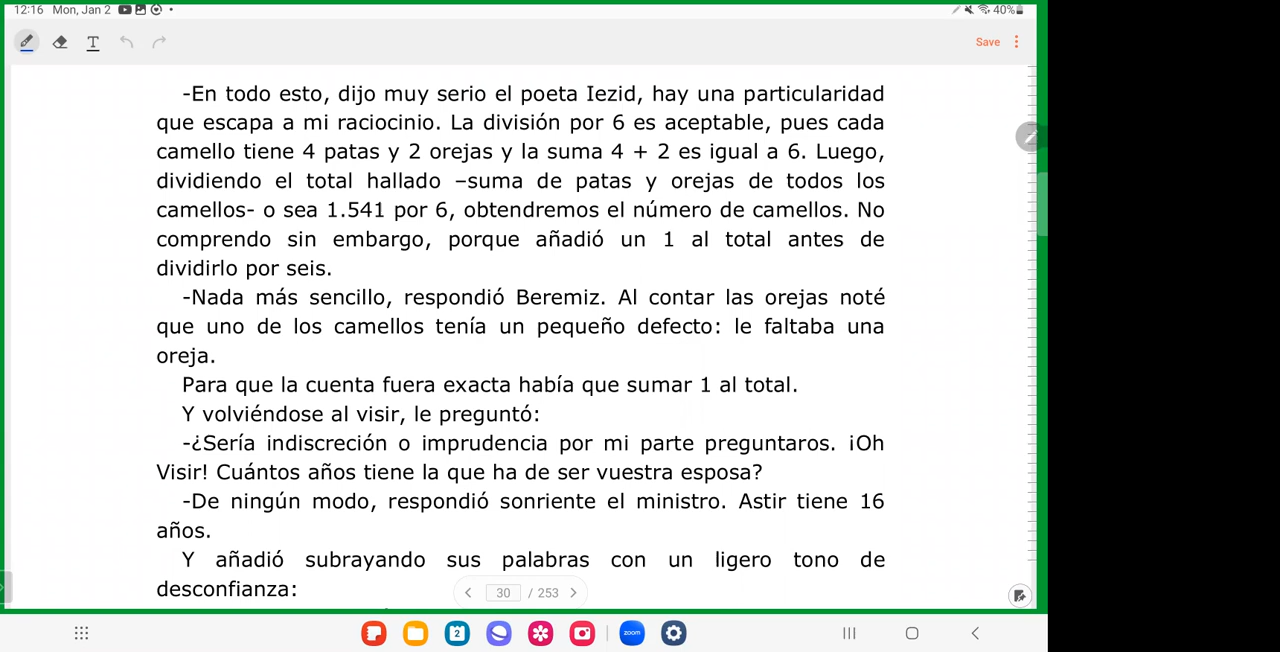 12:16 Mon, Jan 2
40%
T
Save
-En todo esto, dijo muy serio el poeta Iezid, hay una particularidad
que escapa a mi raciocinio. La división por 6 es aceptable, pues cada
camello tiene 4 patas y 2 orejas y la suma 4 + 2 es igual a 6. Luego,
dividiendo el total hallado –suma de patas y orejas de todos los
camellos- o sea 1.541 por 6, obtendremos el número de camellos. No
comprendo sin embargo, porque añadió un 1 al total antes de
dividirlo por seis.
-Nada más sencillo, respondió Beremiz. Al contar las orejas noté
que uno de los camellos tenía un pequeño defecto: le faltaba una
oreja.
Para que la cuenta fuera exacta había que sumar 1 al total.
Y volviéndose al visir, le preguntó:
-¿Sería indiscreción o imprudencia por mi parte preguntaros. ¡Oh
Visir! Cuántos años tiene la que ha de ser vuestra esposa?
-De ningún modo, respondió sonriente el ministro. Astir tiene 16
años.
Y añadió subrayando sus palabras con un ligero tono de
desconfianza:
30 / 253
2
zoom